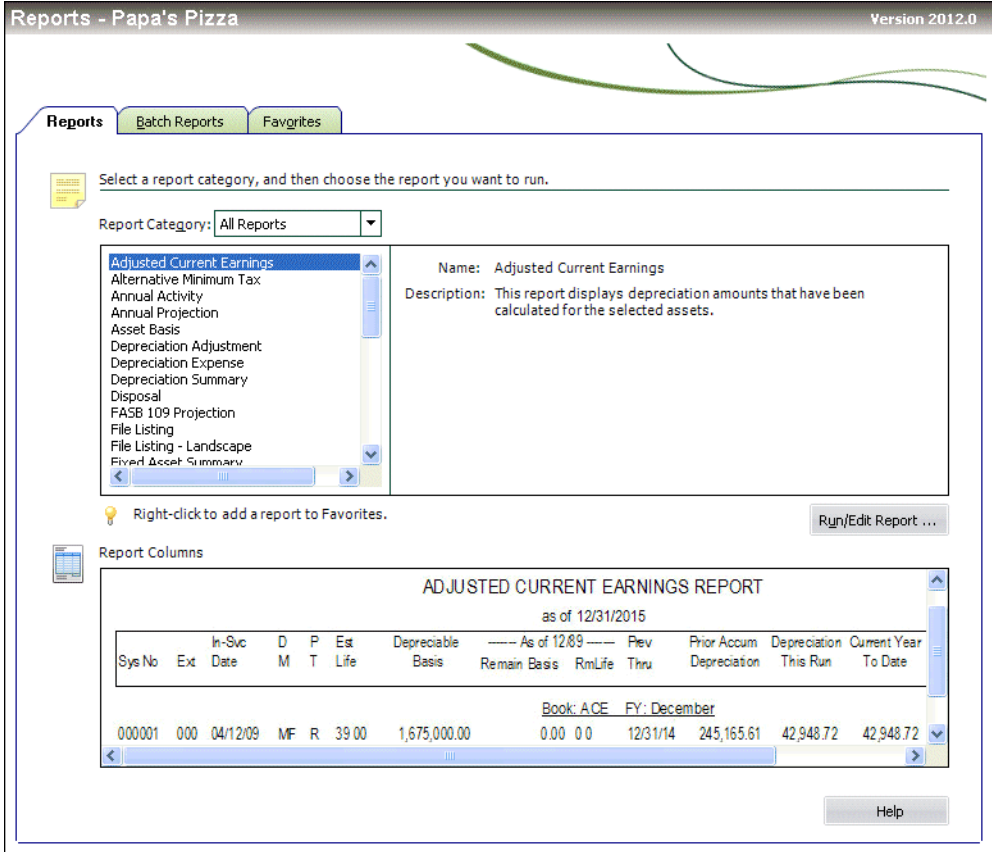 Reports - Papa's Pizza
Version 2012.0
Reports
Batch Reports
Favorites
Select a report category, and then choose the report you want to run.
Report Category: All Reports
Adjusted Current Earnings
Alternative Minimum Tax
Annual Activity
Annual Projection
Asset Basis
Depreciation Adjustment
Depreciation Expense
Depreciation Summary
Disposal
FASB 109 Projection
File Listing
File Listing - Landscape
Fixed Asset Summary
Name: Adjusted Current Earnings
Description: This report displays depreciation amounts that have been
calculated for the selected assets.
Right-click to add a report to Favorites.
Run/Edit Report ...
Report Columns
ADJUSTED CURRENT EARNINGS REPORT
as of 12/31/2015
In-Svc D P Est Depreciable ------- As of 12/89 ------- Prev Prior Accum Depreciation Current Year
Sys No Ext Date M T Life Basis Remain Basis RmLife Thru Depreciation This Run To Date
Book: ACE FY: December
000001 000 04/12/09 MF R 39 00 1,675,000.00 0.00 0 0 12/31/14 245,165.61 42,948.72 42,948.72
Help